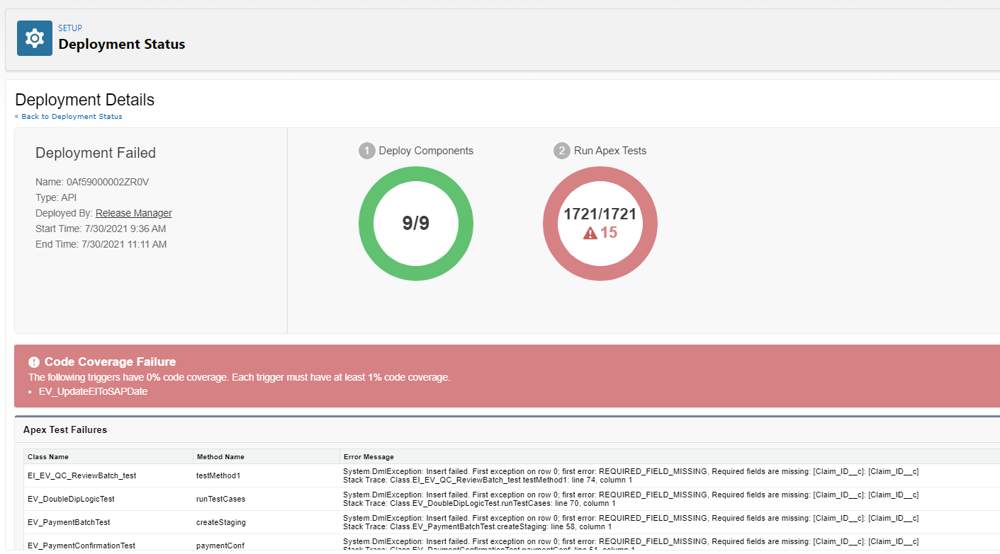 SETUP
Deployment Status
Deployment Details
« Back to Deployment Status
Deployment Failed
Name: 0Af59000002ZR0V
Type: API
Deployed By: Release Manager
Start Time: 7/30/2021 9:36 AM
End Time: 7/30/2021 11:11 AM
1 Deploy Components
9/9
2 Run Apex Tests
1721/1721
15
Code Coverage Failure
The following triggers have 0% code coverage. Each trigger must have at least 1% code coverage.
• EV_UpdateEIToSAPDate
Apex Test Failures
Class Name Method Name Error Message
EI_EV_QC_ReviewBatch_test testMethod1 System.DmlException: Insert failed. First exception on row 0; first error: REQUIRED_FIELD_MISSING, Required fields are missing: [Claim_ID__c]: [Claim_ID__c]
Stack Trace: Class.EI_EV_QC_ReviewBatch_test.testMethod1: line 74, column 1
EV_DoubleDipLogicTest runTestCases System.DmlException: Insert failed. First exception on row 0; first error: REQUIRED_FIELD_MISSING, Required fields are missing: [Claim_ID__c]: [Claim_ID__c]
Stack Trace: Class.EV_DoubleDipLogicTest.runTestCases: line 70, column 1
EV_PaymentBatchTest createStaging System.DmlException: Insert failed. First exception on row 0; first error: REQUIRED_FIELD_MISSING, Required fields are missing: [Claim_ID__c]: [Claim_ID__c]
Stack Trace: Class.EV_PaymentBatchTest.createStaging: line 58, column 1
EV_PaymentConfirmationTest paymentConf System.DmlException: Insert failed. First exception on row 0; first error: REQUIRED_FIELD_MISSING, Required fields are missing: [Claim_ID__c]: [Claim_ID__c]
Stack Trace: Class.EV_PaymentConfirmationTest.paymentConf: line 51, column 1